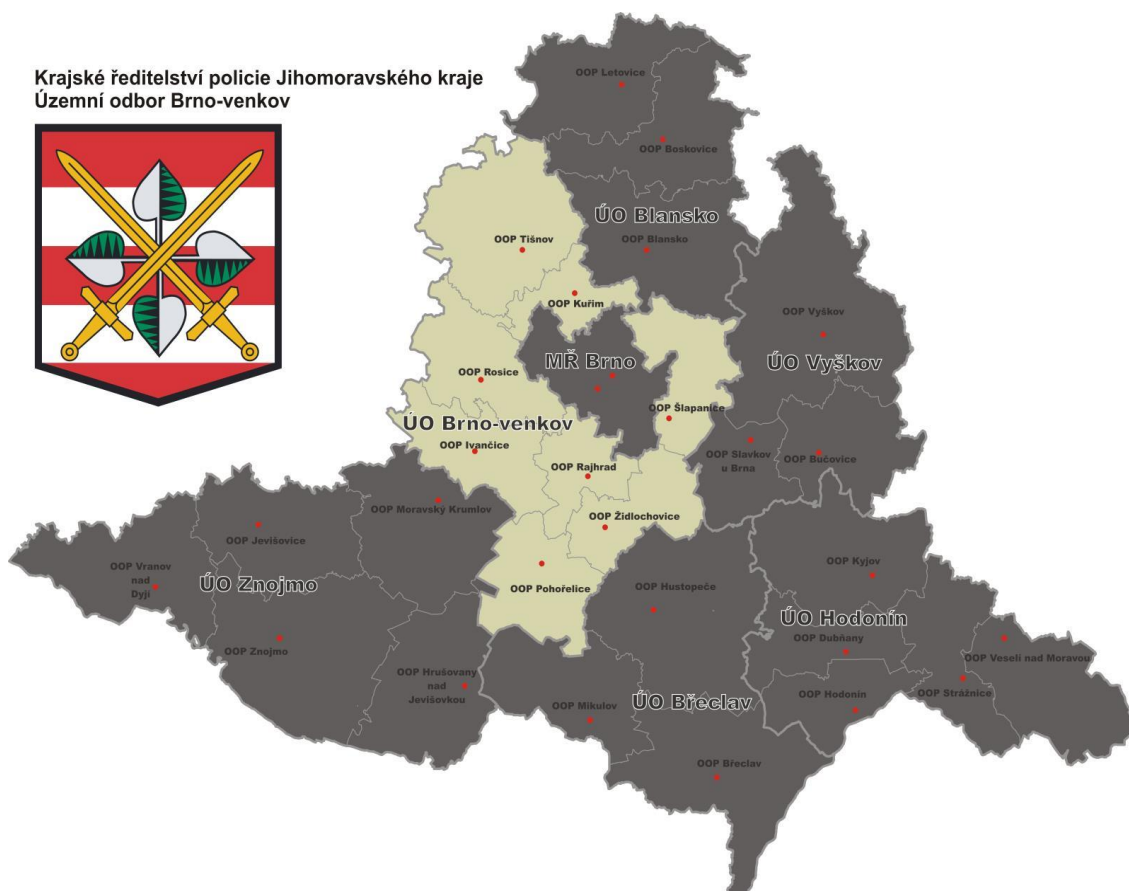 Krajské ředitelství policie Jihomoravského kraje
Územní odbor Brno-venkov
OOP Letovice
OOP Boskovice
ÚO Blansko
OOP Tišnov
OOP Blansko
OOP Kuřim
OOP Vyškov
MŘ Brno
ÚO Vyškov
OOP Rosice
OOP Šlapanice
ÚO Brno-venkov
OOP Ivančice
OOP Slavkov
u Brna
OOP Bučovice
OOP Rajhrad
OOP Moravský Krumlov
OOP Židlochovice
OOP Jevišovice
OOP Kyjov
OOP Vranov
nad
Dyjí
ÚO Znojmo
OOP Pohořelice
OOP Hustopeče
ÚO Hodonín
OOP Dubňany
OOP Znojmo
OOP Veselí nad Moravou
OOP Hrušovany
nad
Jevišovkou
OOP Strážnice
OOP Hodonín
OOP Mikulov
ÚO Břeclav
OOP Břeclav